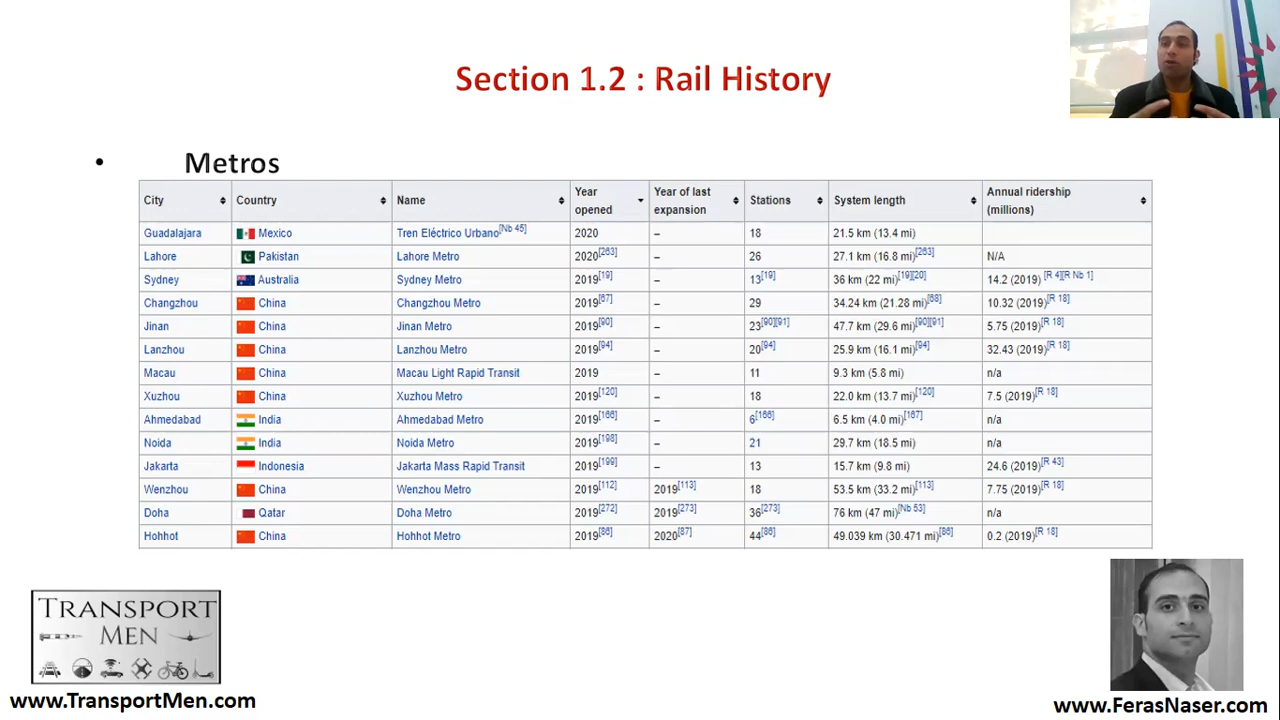 Section 1.2 : Rail History
• Metros
City Country Name Year opened Year of last expansion Stations System length Annual ridership (millions)
Guadalajara Mexico Tren Eléctrico Urbano[Nb 45] 2020 – 18 21.5 km (13.4 mi)
Lahore Pakistan Lahore Metro 2020[263] – 26 27.1 km (16.8 mi)[263] N/A
Sydney Australia Sydney Metro 2019[19] – 13[19] 36 km (22 mi)[19][20] 14.2 (2019) [R 4][R Nb 1]
Changzhou China Changzhou Metro 2019[67] – 29 34.24 km (21.28 mi)[68] 10.32 (2019)[R 18]
Jinan China Jinan Metro 2019[90] – 23[90][91] 47.7 km (29.6 mi)[90][91] 5.75 (2019)[R 18]
Lanzhou China Lanzhou Metro 2019[94] – 20[94] 25.9 km (16.1 mi)[94] 32.43 (2019)[R 18]
Macau China Macau Light Rapid Transit 2019 – 11 9.3 km (5.8 mi) n/a
Xuzhou China Xuzhou Metro 2019[120] – 18 22.0 km (13.7 mi)[120] 7.5 (2019)[R 18]
Ahmedabad India Ahmedabad Metro 2019[166] – 6[166] 6.5 km (4.0 mi)[167] n/a
Noida India Noida Metro 2019[198] – 21 29.7 km (18.5 mi) n/a
Jakarta Indonesia Jakarta Mass Rapid Transit 2019[199] – 13 15.7 km (9.8 mi) 24.6 (2019)[R 43]
Wenzhou China Wenzhou Metro 2019[112] 2019[113] 18 53.5 km (33.2 mi)[113] 7.75 (2019)[R 18]
Doha Qatar Doha Metro 2019[272] 2019[273] 36[273] 76 km (47 mi)[Nb 53] n/a
Hohhot China Hohhot Metro 2019[86] 2020[87] 44[86] 49.039 km (30.471 mi)[86] 0.2 (2019)[R 18]
TRANSPORT
MEN
www.TransportMen.com
www.FerasNaser.com